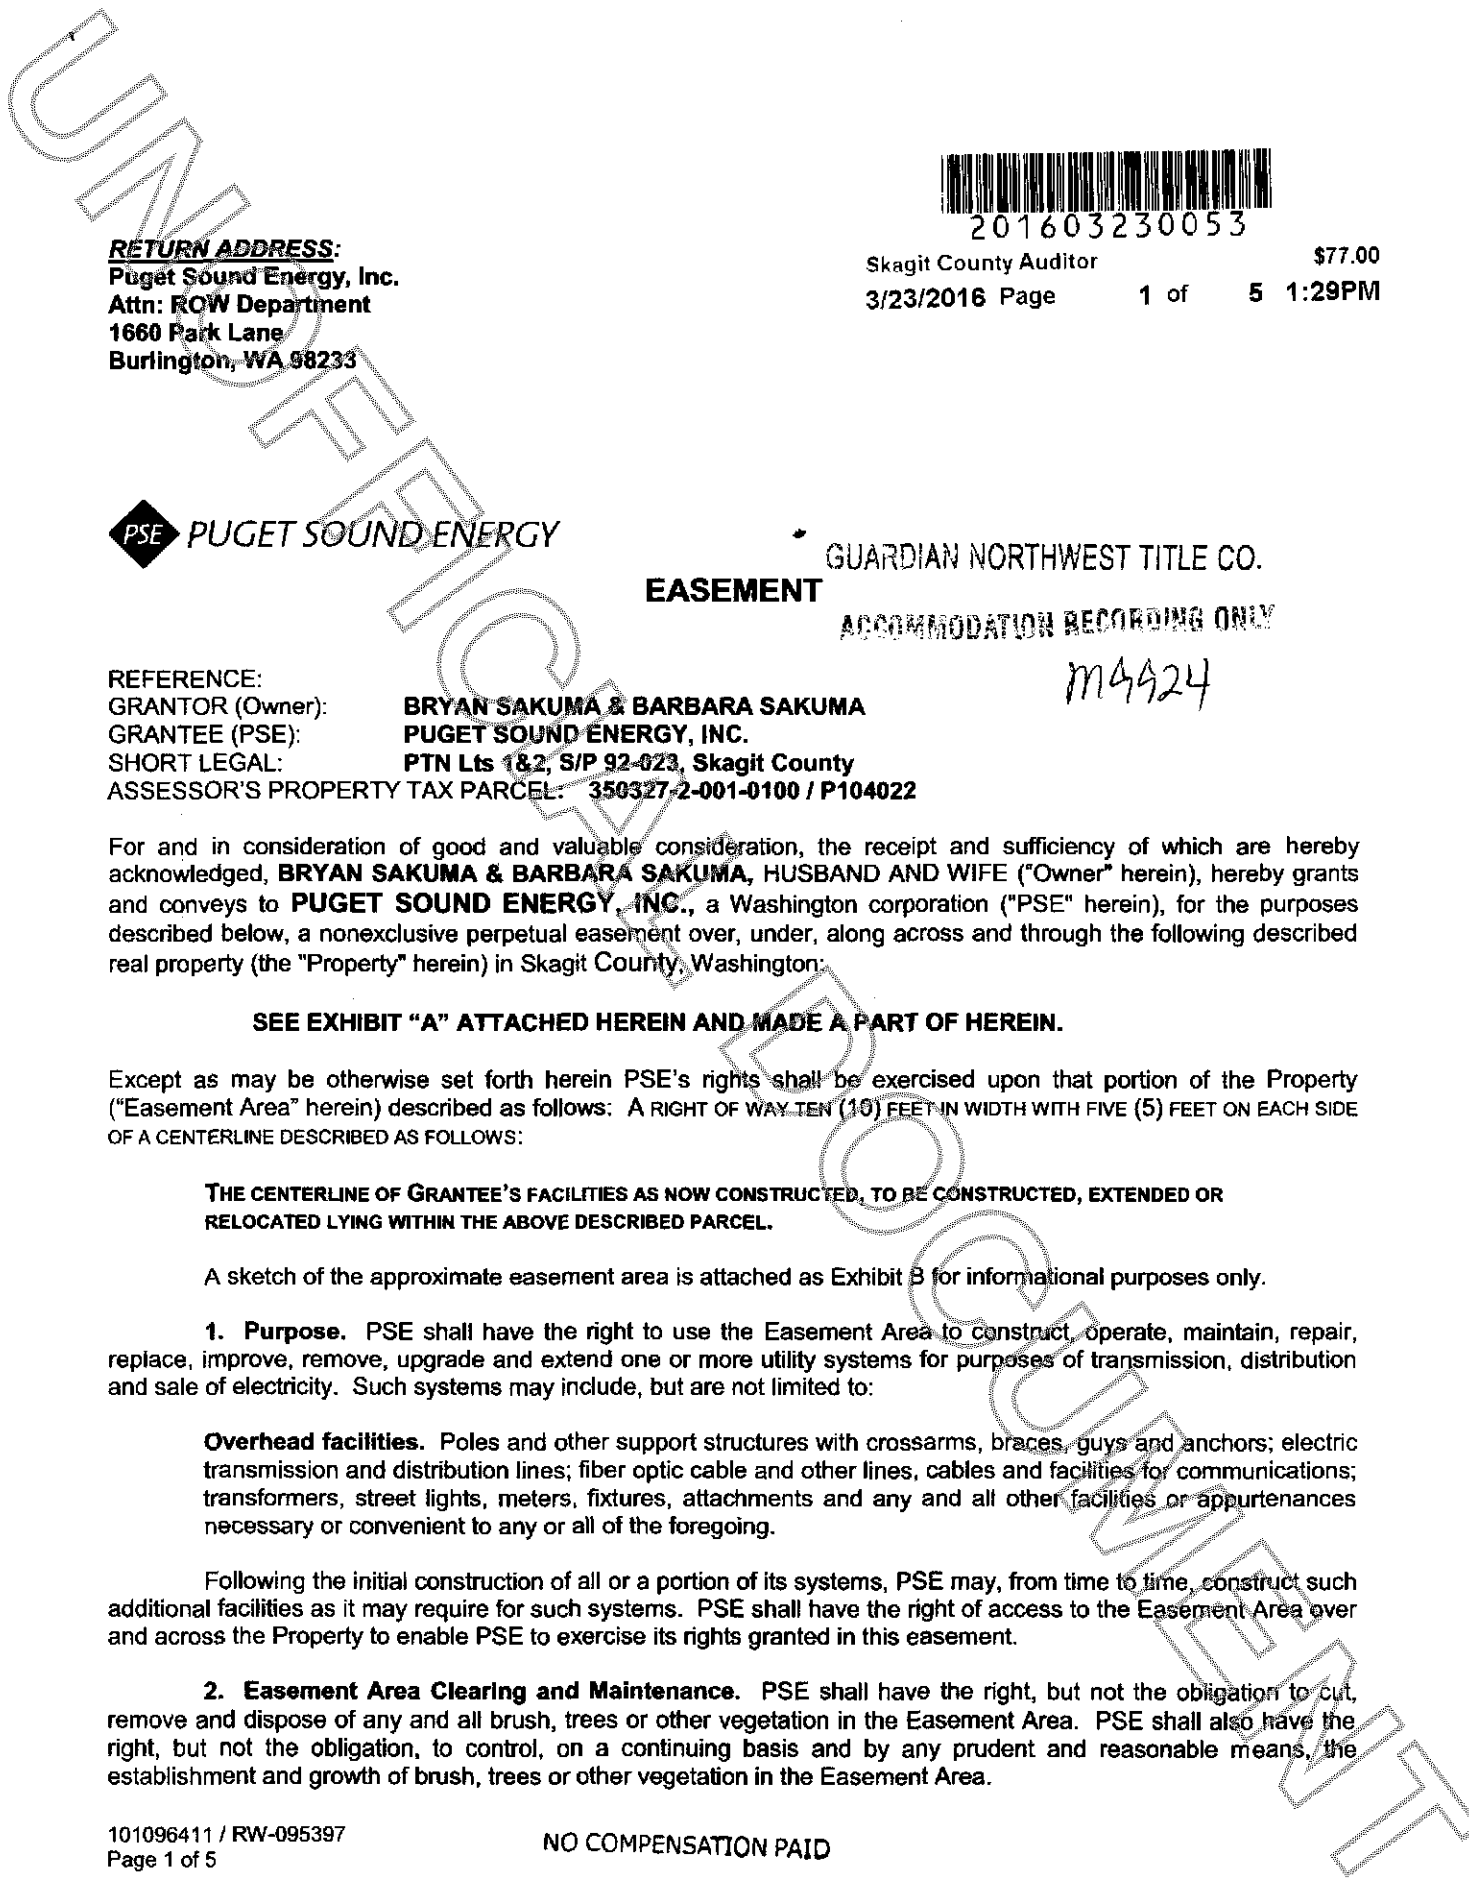 UNOFFICIAL DOCUMENT
201603230053
Skagit County Auditor $77.00
3/23/2016 Page 1 of 5 1:29PM
RETURN ADDRESS:
Puget Sound Energy, Inc.
Attn: ROW Department
1660 Park Lane
Burlington, WA 98233
PSE PUGET SOUND ENERGY
GUARDIAN NORTHWEST TITLE CO.
EASEMENT
ACCOMMODATION RECORDING ONLY
M9924
REFERENCE:
GRANTOR (Owner): BRYAN SAKUMA & BARBARA SAKUMA
GRANTEE (PSE): PUGET SOUND ENERGY, INC.
SHORT LEGAL: PTN Lts 1&2, S/P 92-023, Skagit County
ASSESSOR'S PROPERTY TAX PARCEL: 350327-2-001-0100 / P104022
For and in consideration of good and valuable consideration, the receipt and sufficiency of which are hereby
acknowledged, BRYAN SAKUMA & BARBARA SAKUMA, HUSBAND AND WIFE ("Owner" herein), hereby grants
and conveys to PUGET SOUND ENERGY, INC., a Washington corporation ("PSE" herein), for the purposes
described below, a nonexclusive perpetual easement over, under, along across and through the following described
real property (the "Property" herein) in Skagit County, Washington:
SEE EXHIBIT "A" ATTACHED HEREIN AND MADE A PART OF HEREIN.
Except as may be otherwise set forth herein PSE's rights shall be exercised upon that portion of the Property
("Easement Area" herein) described as follows: A RIGHT OF WAY TEN (10) FEET IN WIDTH WITH FIVE (5) FEET ON EACH SIDE
OF A CENTERLINE DESCRIBED AS FOLLOWS:
THE CENTERLINE OF GRANTEE'S FACILITIES AS NOW CONSTRUCTED, TO BE CONSTRUCTED, EXTENDED OR
RELOCATED LYING WITHIN THE ABOVE DESCRIBED PARCEL.
A sketch of the approximate easement area is attached as Exhibit B for informational purposes only.
1. Purpose. PSE shall have the right to use the Easement Area to construct, operate, maintain, repair,
replace, improve, remove, upgrade and extend one or more utility systems for purposes of transmission, distribution
and sale of electricity. Such systems may include, but are not limited to:
Overhead facilities. Poles and other support structures with crossarms, braces, guys and anchors; electric
transmission and distribution lines; fiber optic cable and other lines, cables and facilities for communications;
transformers, street lights, meters, fixtures, attachments and any and all other facilities or appurtenances
necessary or convenient to any or all of the foregoing.
Following the initial construction of all or a portion of its systems, PSE may, from time to time, construct such
additional facilities as it may require for such systems. PSE shall have the right of access to the Easement Area over
and across the Property to enable PSE to exercise its rights granted in this easement.
2. Easement Area Clearing and Maintenance. PSE shall have the right, but not the obligation to cut,
remove and dispose of any and all brush, trees or other vegetation in the Easement Area. PSE shall also have the
right, but not the obligation, to control, on a continuing basis and by any prudent and reasonable means, the
establishment and growth of brush, trees or other vegetation in the Easement Area.
101096411 / RW-095397
Page 1 of 5
NO COMPENSATION PAID